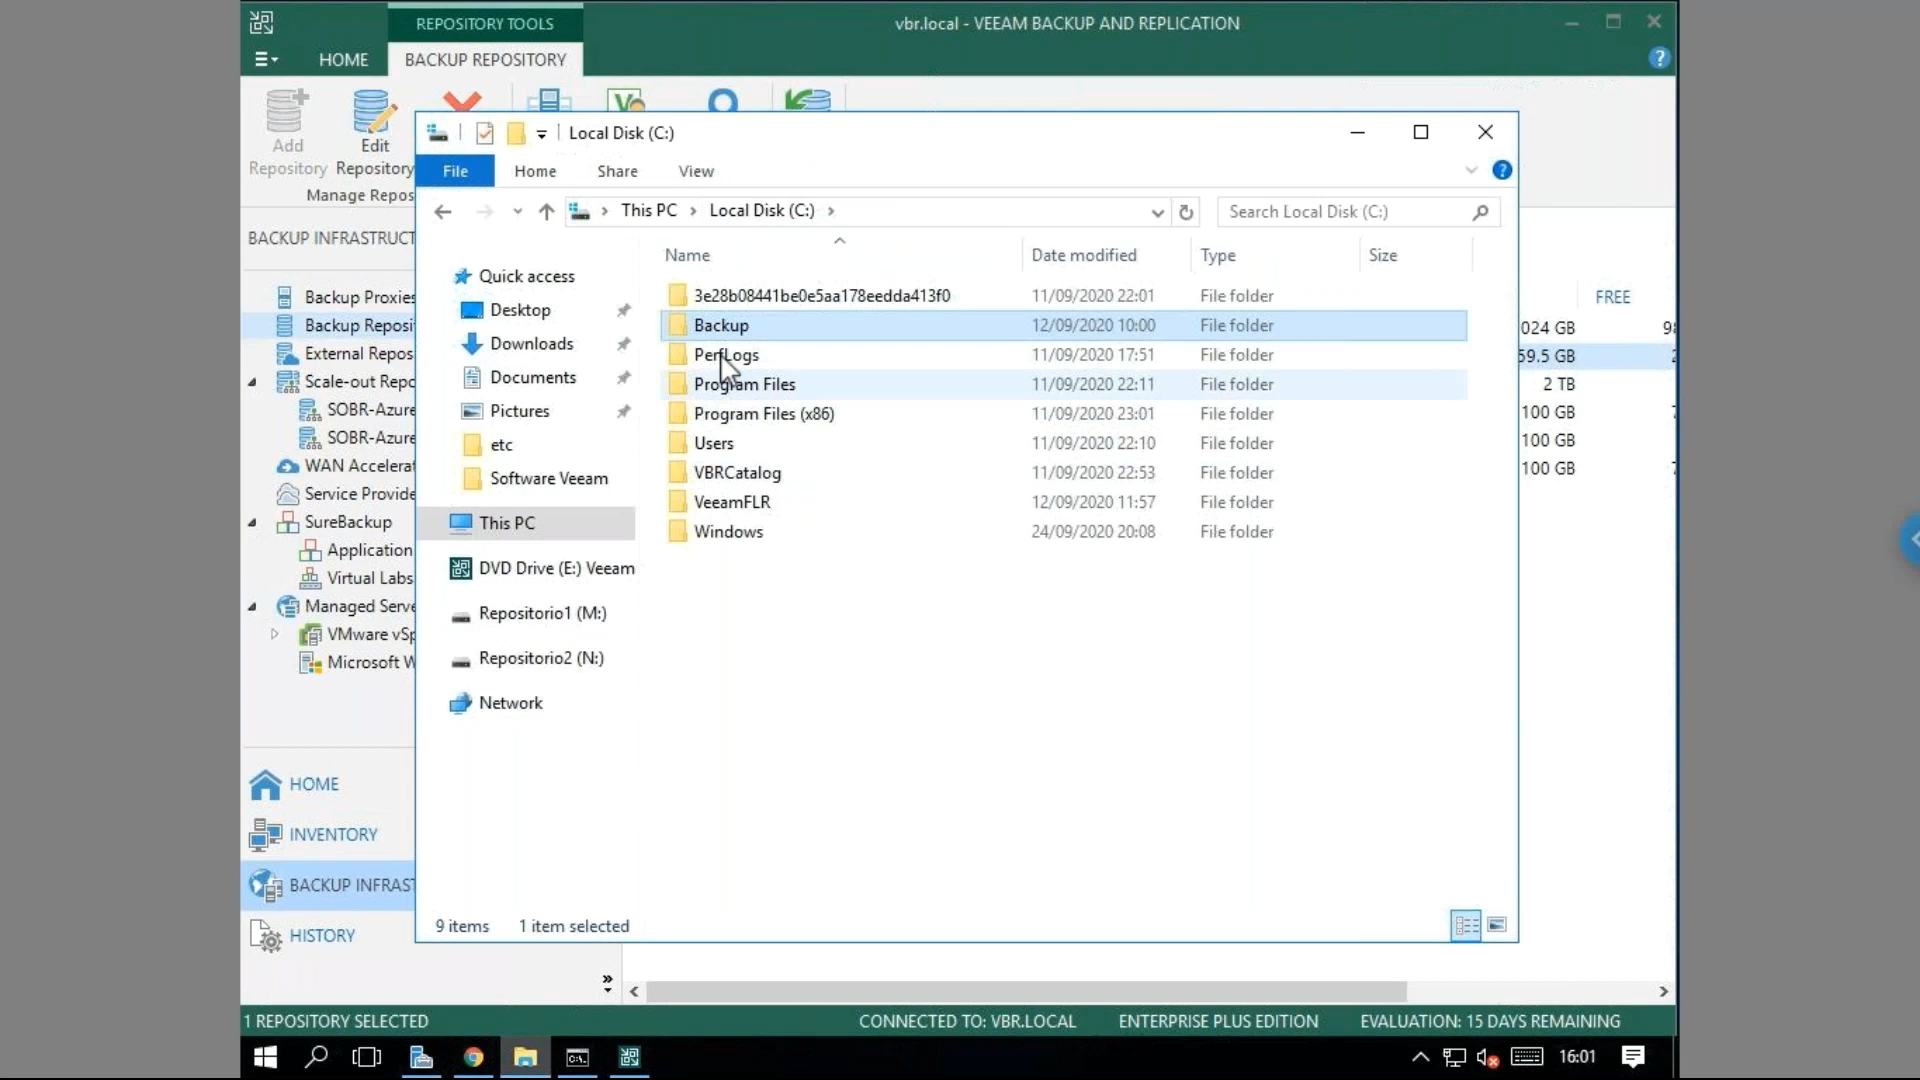 REPOSITORY TOOLS
vbr.local - VEEAM BACKUP AND REPLICATION
HOME
BACKUP REPOSITORY
Add Repository
Edit Repository
Manage Repos
Local Disk (C:)
File Home Share View
This PC Local Disk (C:)
Search Local Disk (C:)
BACKUP INFRASTRUCT
Backup Proxies
Backup Reposi
External Repos
Scale-out Repo
SOBR-Azure
SOBR-Azure
WAN Accelerat
Service Provide
SureBackup
Application
Virtual Labs
Managed Serve
VMware vSp
Microsoft W
HOME
INVENTORY
BACKUP INFRAST
HISTORY
Quick access
Desktop
Downloads
Documents
Pictures
etc
Software Veeam
This PC
DVD Drive (E:) Veeam
Repositorio1 (M:)
Repositorio2 (N:)
Network
Name Date modified Type Size
3e28b08441be0e5aa178eedda413f0 11/09/2020 22:01 File folder
Backup 12/09/2020 10:00 File folder
PerfLogs 11/09/2020 17:51 File folder
Program Files 11/09/2020 22:11 File folder
Program Files (x86) 11/09/2020 23:01 File folder
Users 11/09/2020 22:10 File folder
VBRCatalog 11/09/2020 22:53 File folder
VeeamFLR 12/09/2020 11:57 File folder
Windows 24/09/2020 20:08 File folder
9 items 1 item selected
FREE
024 GB
59.5 GB
2 TB
100 GB
100 GB
100 GB
1 REPOSITORY SELECTED
CONNECTED TO: VBR.LOCAL ENTERPRISE PLUS EDITION EVALUATION: 15 DAYS REMAINING
16:01